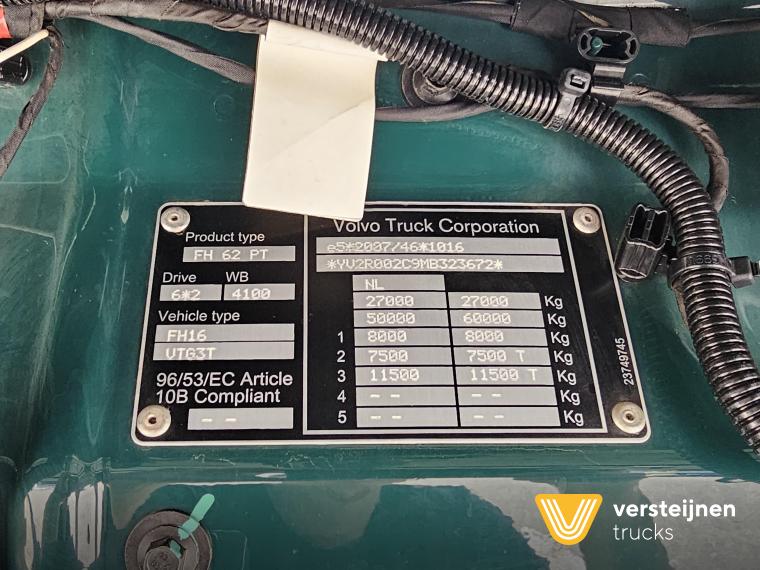 Volvo Truck Corporation
Product type
FH 62 PT
Drive WB
6*2 4100
Vehicle type
FH16
VTG3T
96/53/EC Article
10B Compliant
-- --
e5*2007/46*1016
*YV2R002C9MB323672*
NL
27000 27000 Kg
50000 60000 Kg
1 8000 8000 Kg
2 7500 7500 T Kg
3 11500 11500 T Kg
4 -- -- Kg
5 -- -- Kg
23749745
versteijnen
trucks